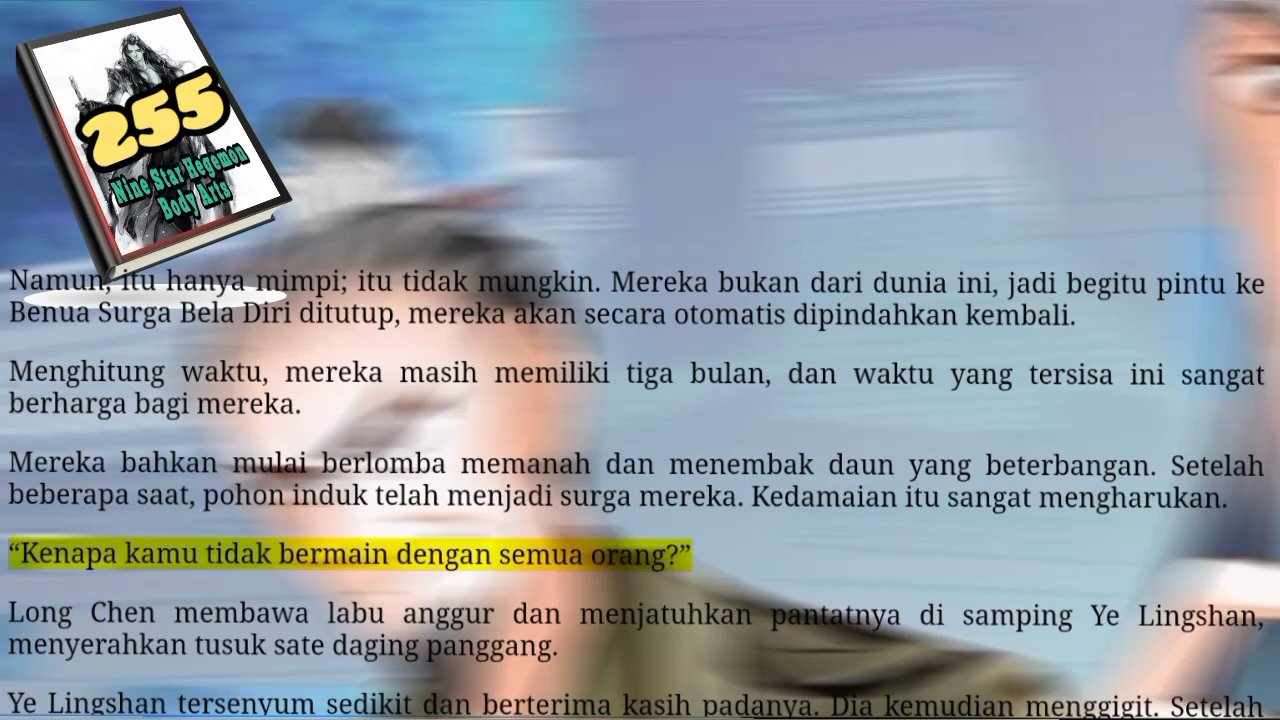 255
Nine Star Hegemon
Body Arts
Namun, itu hanya mimpi; itu tidak mungkin. Mereka bukan dari dunia ini, jadi begitu pintu ke
Benua Surga Bela Diri ditutup, mereka akan secara otomatis dipindahkan kembali.
Menghitung waktu, mereka masih memiliki tiga bulan, dan waktu yang tersisa ini sangat
berharga bagi mereka.
Mereka bahkan mulai berlomba memanah dan menembak daun yang beterbangan. Setelah
beberapa saat, pohon induk telah menjadi surga mereka. Kedamaian itu sangat mengharukan.
“Kenapa kamu tidak bermain dengan semua orang?”
Long Chen membawa labu anggur dan menjatuhkan pantatnya di samping Ye Lingshan,
menyerahkan tusuk sate daging panggang.
Ye Lingshan tersenyum sedikit dan berterima kasih padanya. Dia kemudian menggigit. Setelah